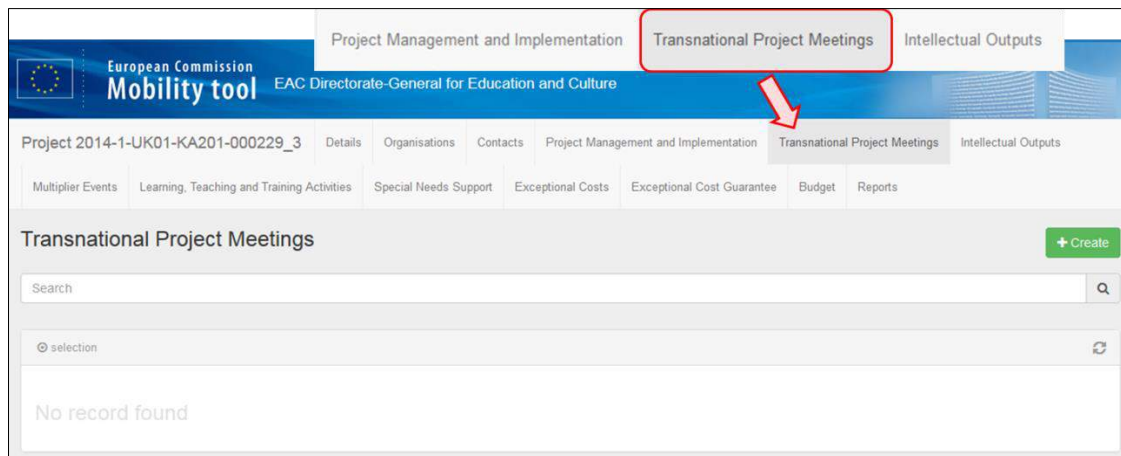 Project Management and Implementation Transnational Project Meetings Intellectual Outputs
European Commission
Mobility tool EAC Directorate-General for Education and Culture
Project 2014-1-UK01-KA201-000229_3 Details Organisations Contacts Project Management and Implementation Transnational Project Meetings Intellectual Outputs
Multiplier Events Learning, Teaching and Training Activities Special Needs Support Exceptional Costs Exceptional Cost Guarantee Budget Reports
Transnational Project Meetings + Create
Search
selection
No record found